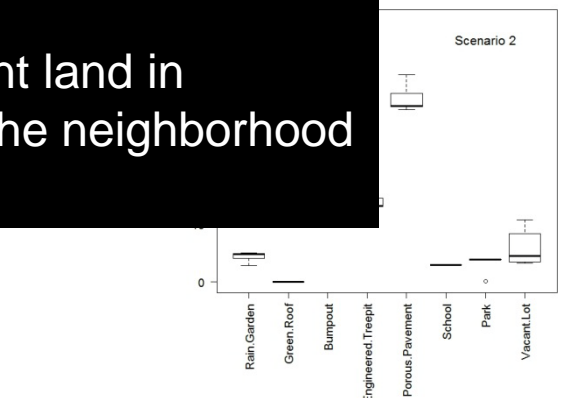 nt land in
he neighborhood
Scenario 2
0
Rain.Garden
Green.Roof
Bumpout
Engineered.Treepit
Porous.Pavement
School
Park
Vacant.Lot